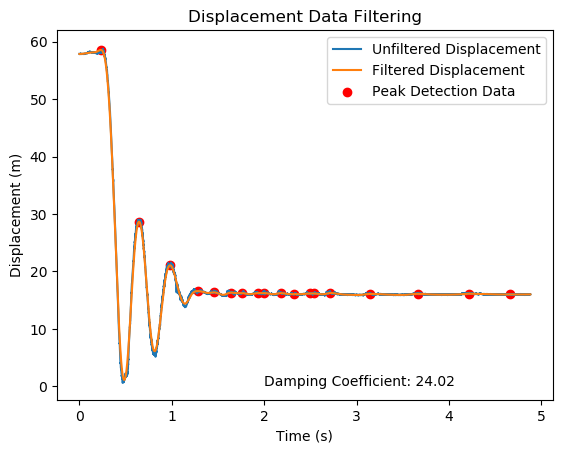 Displacement Data Filtering
Displacement (m)
60
50
40
30
20
10
0
Unfiltered Displacement
Filtered Displacement
Peak Detection Data
Damping Coefficient: 24.02
0 1 2 3 4 5
Time (s)